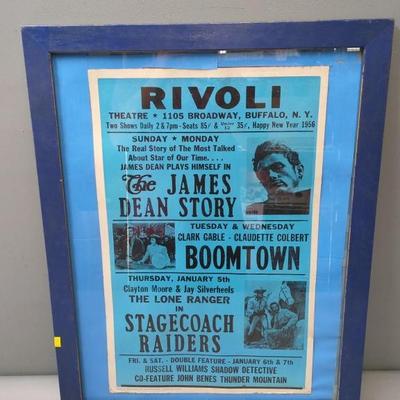 RIVOLI
THEATRE ★ 1105 BROADWAY, BUFFALO, N. Y.
Two Shows Daily 2 & 7pm - Seats 85¢ & Under 12 35¢, Happy New Year 1956
SUNDAY ★ MONDAY
The Real Story of The Most Talked
About Star of Our Time....
JAMES DEAN PLAYS HIMSELF IN
The JAMES
DEAN STORY
TUESDAY & WEDNESDAY
CLARK GABLE - CLAUDETTE COLBERT
BOOMTOWN
THURSDAY, JANUARY 5th
Clayton Moore & Jay Silverheels
THE LONE RANGER
IN
STAGECOACH
RAIDERS
FRI. & SAT. - DOUBLE FEATURE - JANUARY 6th & 7th
RUSSELL WILLIAMS SHADOW DETECTIVE
CO-FEATURE JOHN BENES THUNDER MOUNTAIN